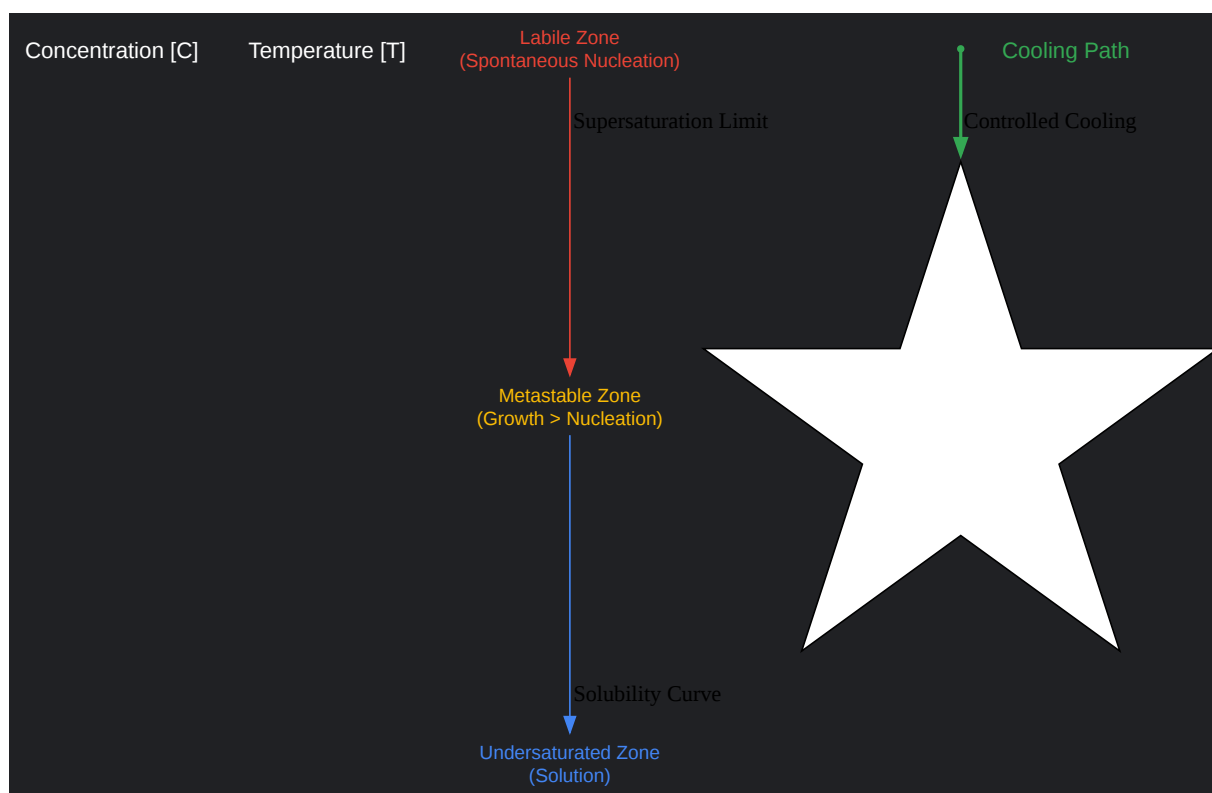 Concentration [C]
Temperature [T]
Labile Zone
(Spontaneous Nucleation)
Cooling Path
Supersaturation Limit
Controlled Cooling
Metastable Zone
(Growth > Nucleation)
Solubility Curve
Undersaturated Zone
(Solution)